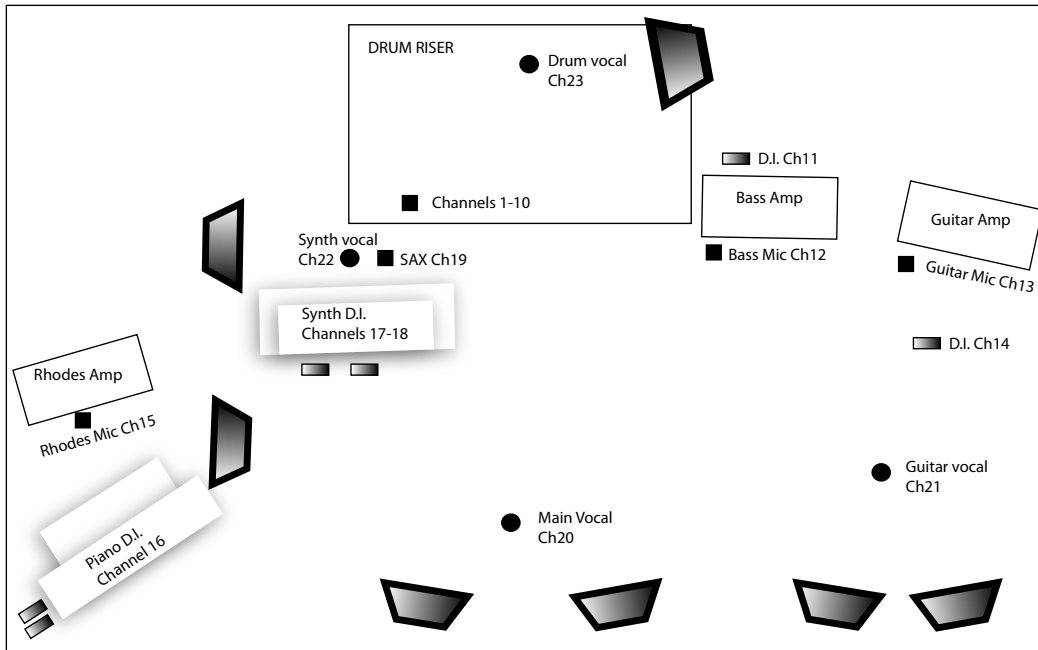 DRUM RISER
Drum vocal
Ch23
D.I. Ch11
Channels 1-10
Bass Amp
Guitar Amp
Synth vocal
Ch22
SAX Ch19
Bass Mic Ch12
Guitar Mic Ch13
Synth D.I.
Channels 17-18
D.I. Ch14
Rhodes Amp
Rhodes Mic Ch15
Guitar vocal
Ch21
Main Vocal
Ch20
Piano D.I.
Channel 16